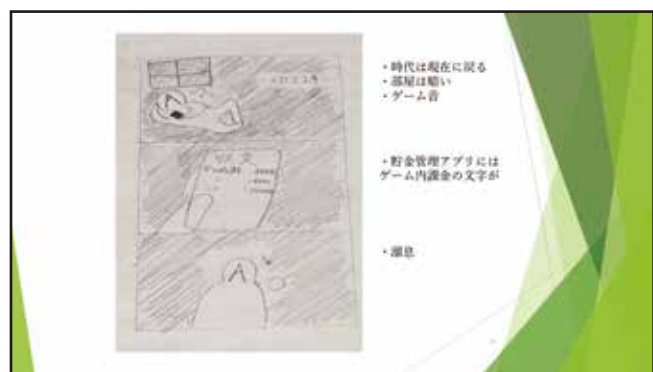 ・時代は現在に戻る
・部屋は暗い
・ゲーム音
A
・貯金管理アプリには
ゲーム内課金の文字が
・溜息